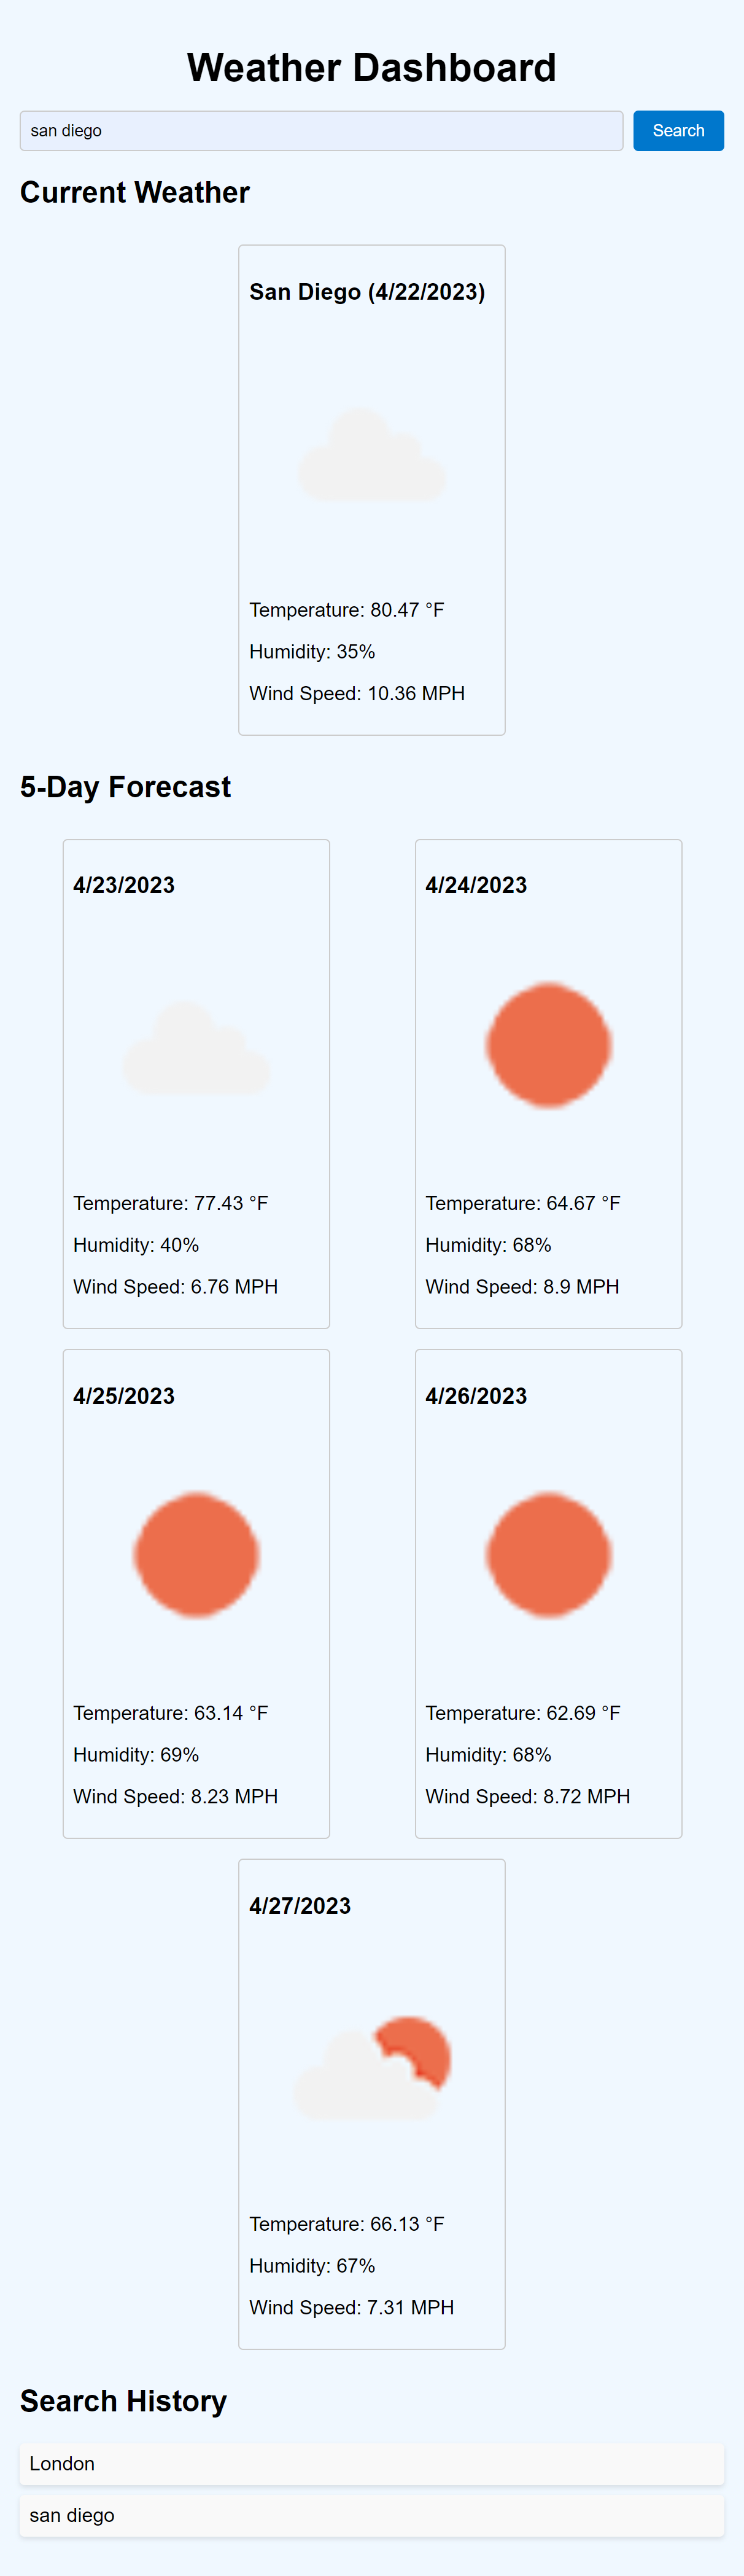 Weather Dashboard
san diego
Search
Current Weather
San Diego (4/22/2023)
Temperature: 80.47 °F
Humidity: 35%
Wind Speed: 10.36 MPH
5-Day Forecast
4/23/2023
Temperature: 77.43 °F
Humidity: 40%
Wind Speed: 6.76 MPH
4/24/2023
Temperature: 64.67 °F
Humidity: 68%
Wind Speed: 8.9 MPH
4/25/2023
Temperature: 63.14 °F
Humidity: 69%
Wind Speed: 8.23 MPH
4/26/2023
Temperature: 62.69 °F
Humidity: 68%
Wind Speed: 8.72 MPH
4/27/2023
Temperature: 66.13 °F
Humidity: 67%
Wind Speed: 7.31 MPH
Search History
London
san diego